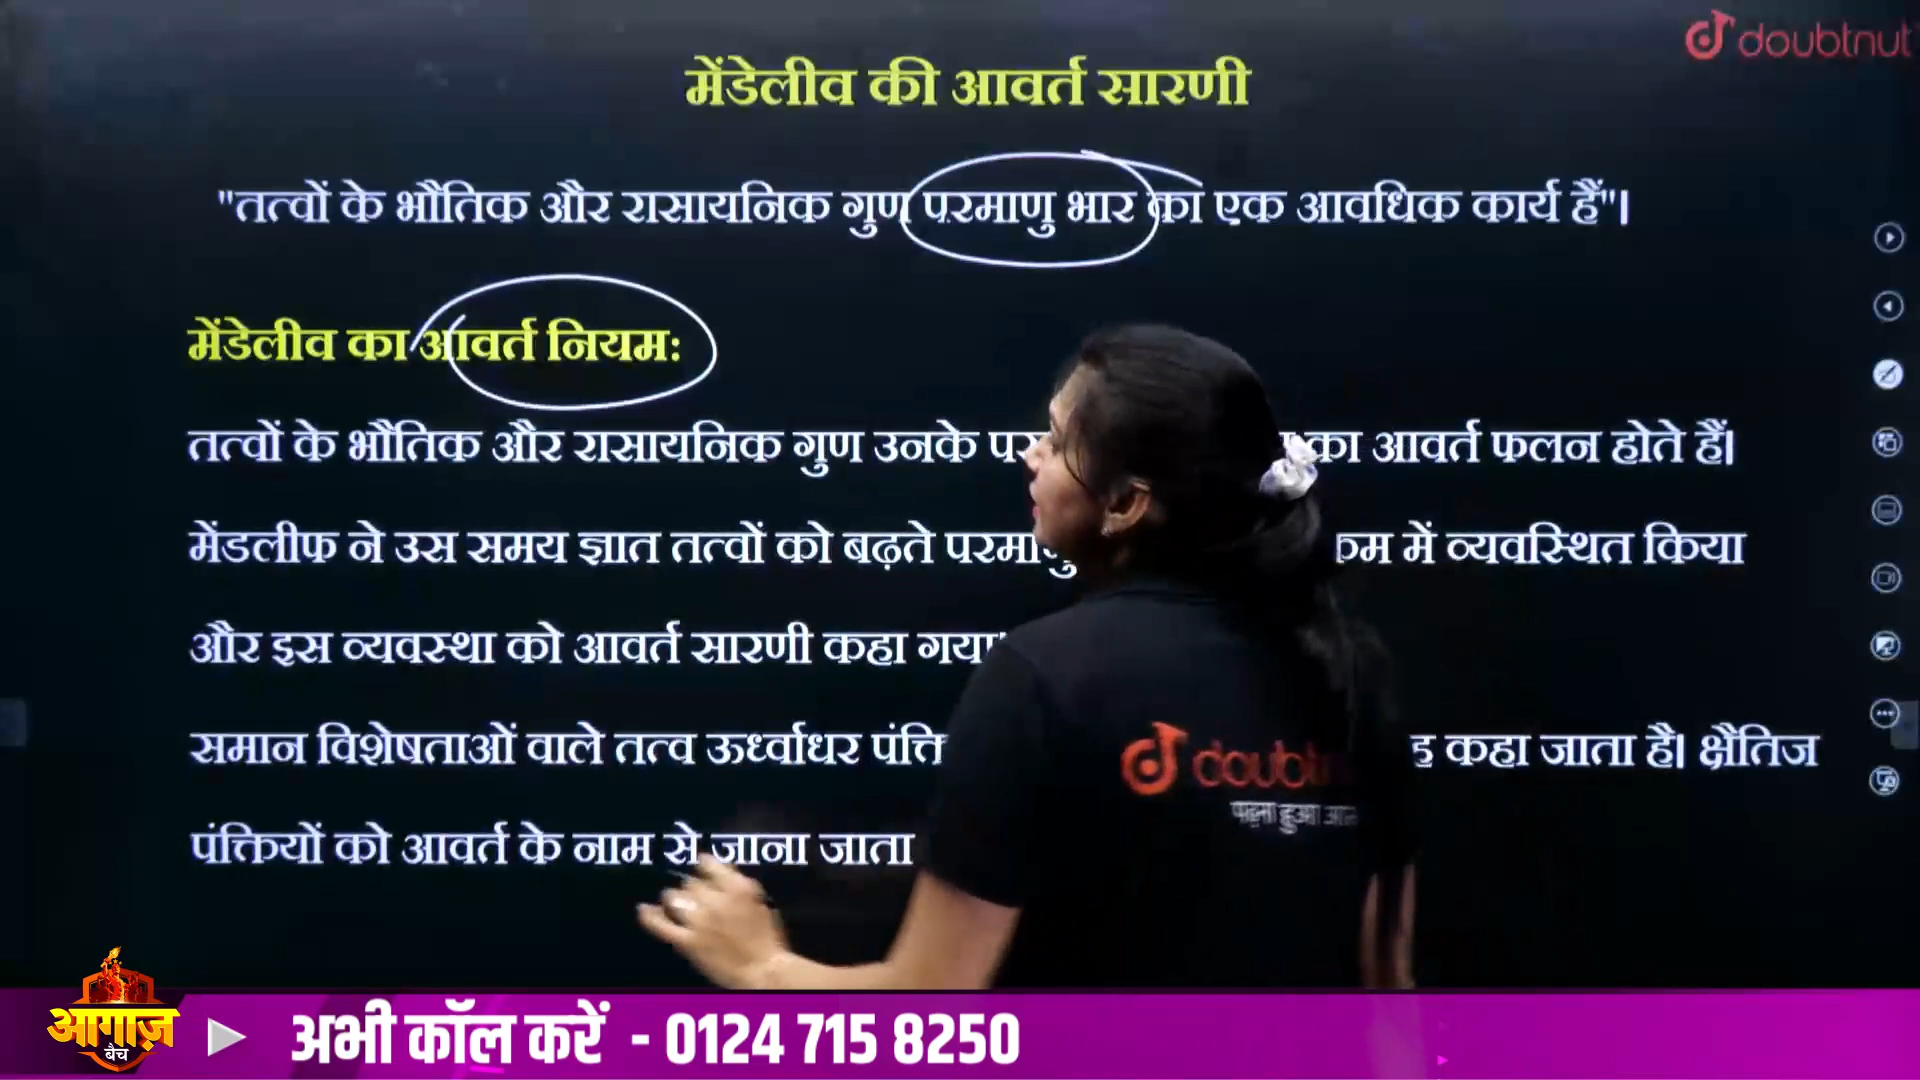 doubtnut
मेंडेलीव की आवर्त सारणी
"तत्वों के भौतिक और रासायनिक गुण परमाणु भार का एक आवधिक कार्य हैं"।
मेंडेलीव का आवर्त नियम:
तत्वों के भौतिक और रासायनिक गुण उनके का आवर्त फलन होते हैं।
मेंडलीफ ने उस समय ज्ञात तत्वों को बढ़ते में व्यवस्थित किया
और इस व्यवस्था को आवर्त सारणी कहा गया
समान विशेषताओं वाले तत्व ऊर्ध्वाधर कहा जाता है। क्षैतिज
पंक्तियों को आवर्त के नाम से जाना जाता
पढ़ना हुआ
आगाज़
बैच
अभी कॉल करें - 0124 715 8250